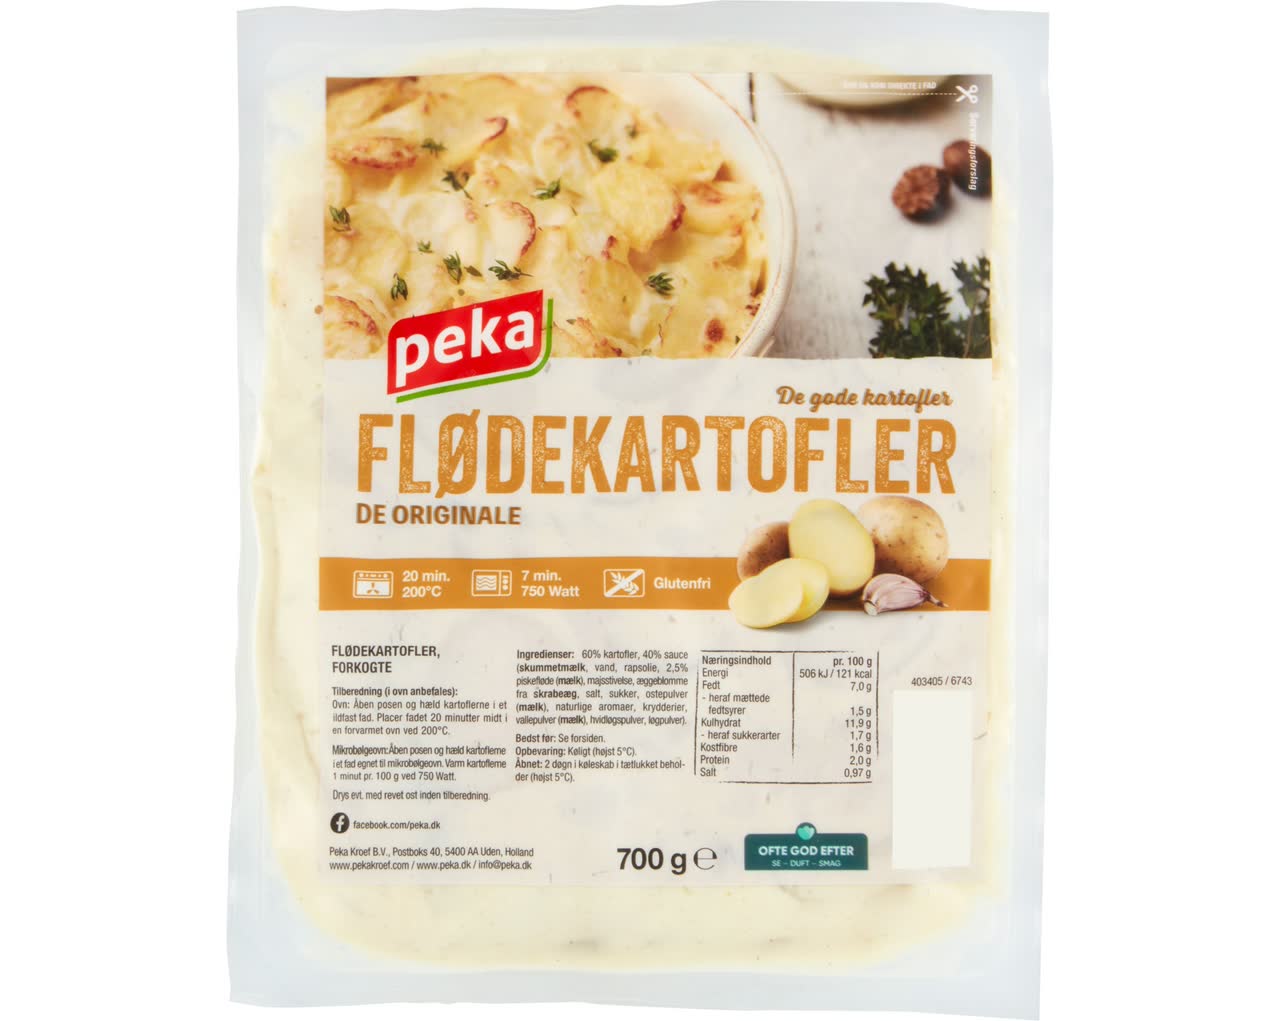 Serveringsforslag
peka
De gode kartofler
FLØDEKARTOFLER
DE ORIGINALE
20 min.
200°C
7 min.
750 Watt
Glutenfri
FLØDEKARTOFLER,
FORKOGTE
Tilberedning (i ovn anbefales):
Ovn: Åben posen og hæld kartoflerne i et
ildfast fad. Placer fadet 20 minutter midt i
en forvarmet ovn ved 200°C.
Mikrobølgeovn:Åben posen og hæld kartoflerne
i et fad egnet til mikrobølgeovn. Varm kartoflerne
1 minut pr. 100 g ved 750 Watt.
Drys evt. med revet ost inden tilberedning.
facebook.com/peka.dk
Peka Kroef B.V., Postboks 40, 5400 AA Uden, Holland
www.pekakroef.com / www.peka.dk / info@peka.dk
Ingredienser: 60% kartofler, 40% sauce
(skummetmælk, vand, rapsolie, 2,5%
piskefløde (mælk), majsstivelse, æggeblomme
fra skrabeæg, salt, sukker, ostepulver
(mælk), naturlige aromaer, krydderier,
vallepulver (mælk), hvidløgspulver, løgpulver).
Bedst før: Se forsiden.
Opbevaring: Køligt (højst 5°C).
Åbnet: 2 døgn i køleskab i tætlukket behol-
der (højst 5°C).
Næringsindhold pr. 100 g
Energi 506 kJ / 121 kcal
Fedt 7,0 g
- heraf mættede
fedtsyrer 1,5 g
Kulhydrat 11,9 g
- heraf sukkerarter 1,7 g
Kostfibre 1,6 g
Protein 2,0 g
Salt 0,97 g
403405 / 6743
700 g e
OFTE GOD EFTER
SE – DUFT – SMAG